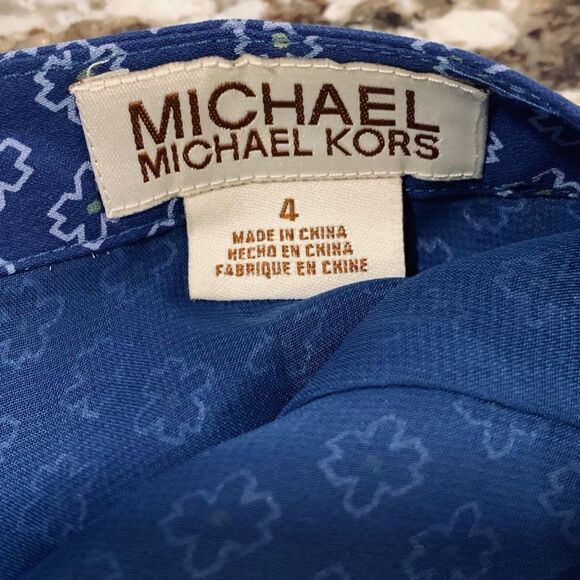 MICHAEL
MICHAEL KORS
4
MADE IN CHINA
HECHO EN CHINA
FABRIQUE EN CHINE